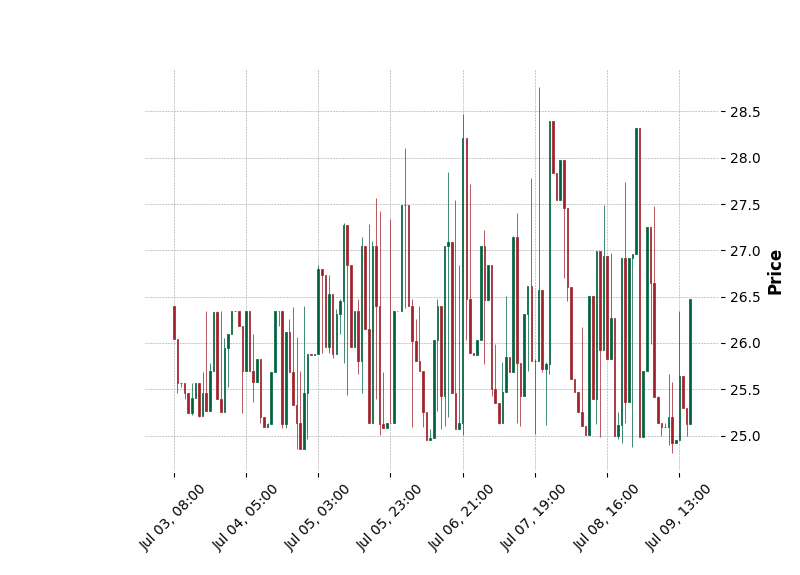 28.5
28.0
27.5
27.0
26.5
26.0
25.5
25.0
Price
Jul 03, 08:00
Jul 04, 05:00
Jul 05, 03:00
Jul 05, 23:00
Jul 06, 21:00
Jul 07, 19:00
Jul 08, 16:00
Jul 09, 13:00